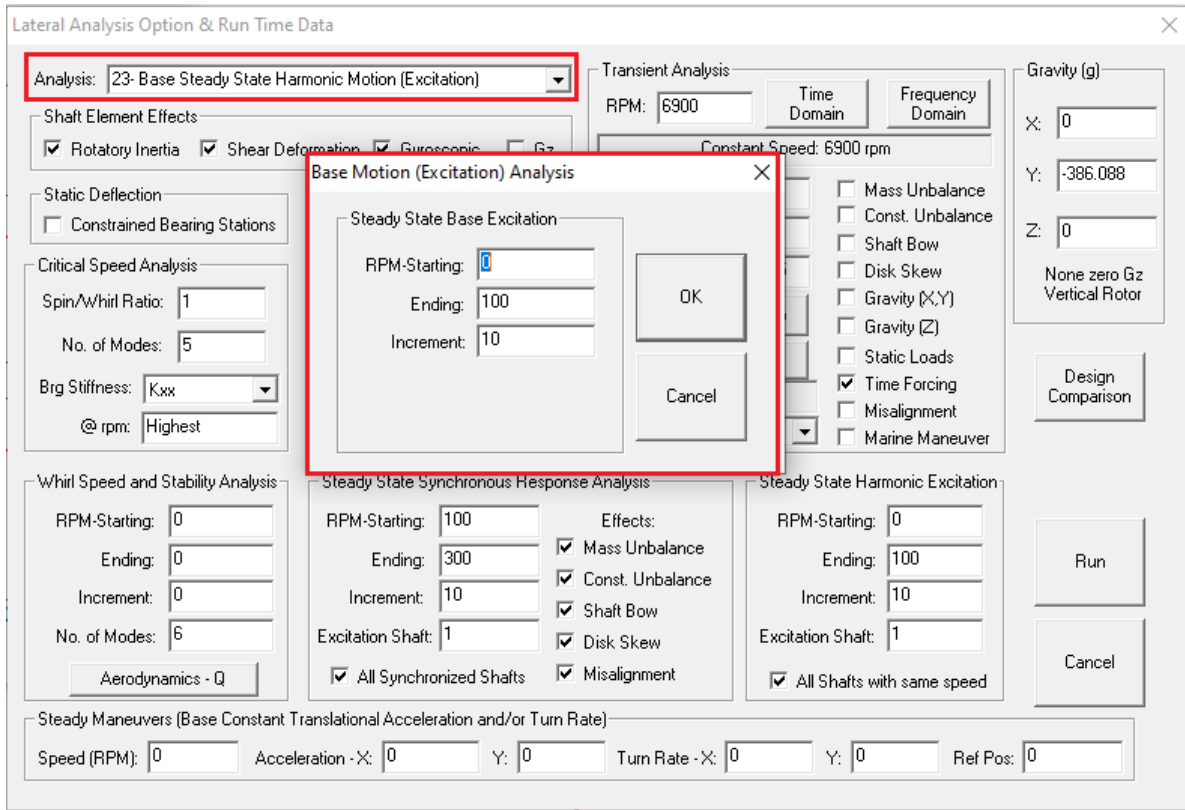 Lateral Analysis Option & Run Time Data
Analysis: 23- Base Steady State Harmonic Motion (Excitation)
Shaft Element Effects
Rotatory Inertia Shear Deformation Gyroscopic Gz
Static Deflection
Constrained Bearing Stations
Critical Speed Analysis
Spin/Whirl Ratio: 1
No. of Modes: 5
Brg Stiffness: Kxx
@ rpm: Highest
Transient Analysis
RPM: 6900
Time
Domain
Frequency
Domain
Constant Speed: 6900 rpm
Mass Unbalance
Const. Unbalance
Shaft Bow
Disk Skew
Gravity (X,Y)
Gravity (Z)
Static Loads
Time Forcing
Misalignment
Marine Maneuver
Gravity (g)
X: 0
Y: -386.088
Z: 0
None zero Gz
Vertical Rotor
Design
Comparison
Base Motion (Excitation) Analysis
Steady State Base Excitation
RPM-Starting: 0
Ending: 100
Increment: 10
OK
Cancel
Whirl Speed and Stability Analysis
RPM-Starting: 0
Ending: 0
Increment: 0
No. of Modes: 6
Aerodynamics - Q
Steady State Synchronous Response Analysis
RPM-Starting: 100
Ending: 300
Increment: 10
Excitation Shaft: 1
All Synchronized Shafts
Effects:
Mass Unbalance
Const. Unbalance
Shaft Bow
Disk Skew
Misalignment
Steady State Harmonic Excitation
RPM-Starting: 0
Ending: 100
Increment: 10
Excitation Shaft: 1
All Shafts with same speed
Run
Cancel
Steady Maneuvers (Base Constant Translational Acceleration and/or Turn Rate)
Speed (RPM): 0 Acceleration - X: 0 Y: 0 Turn Rate - X: 0 Y: 0 Ref Pos: 0